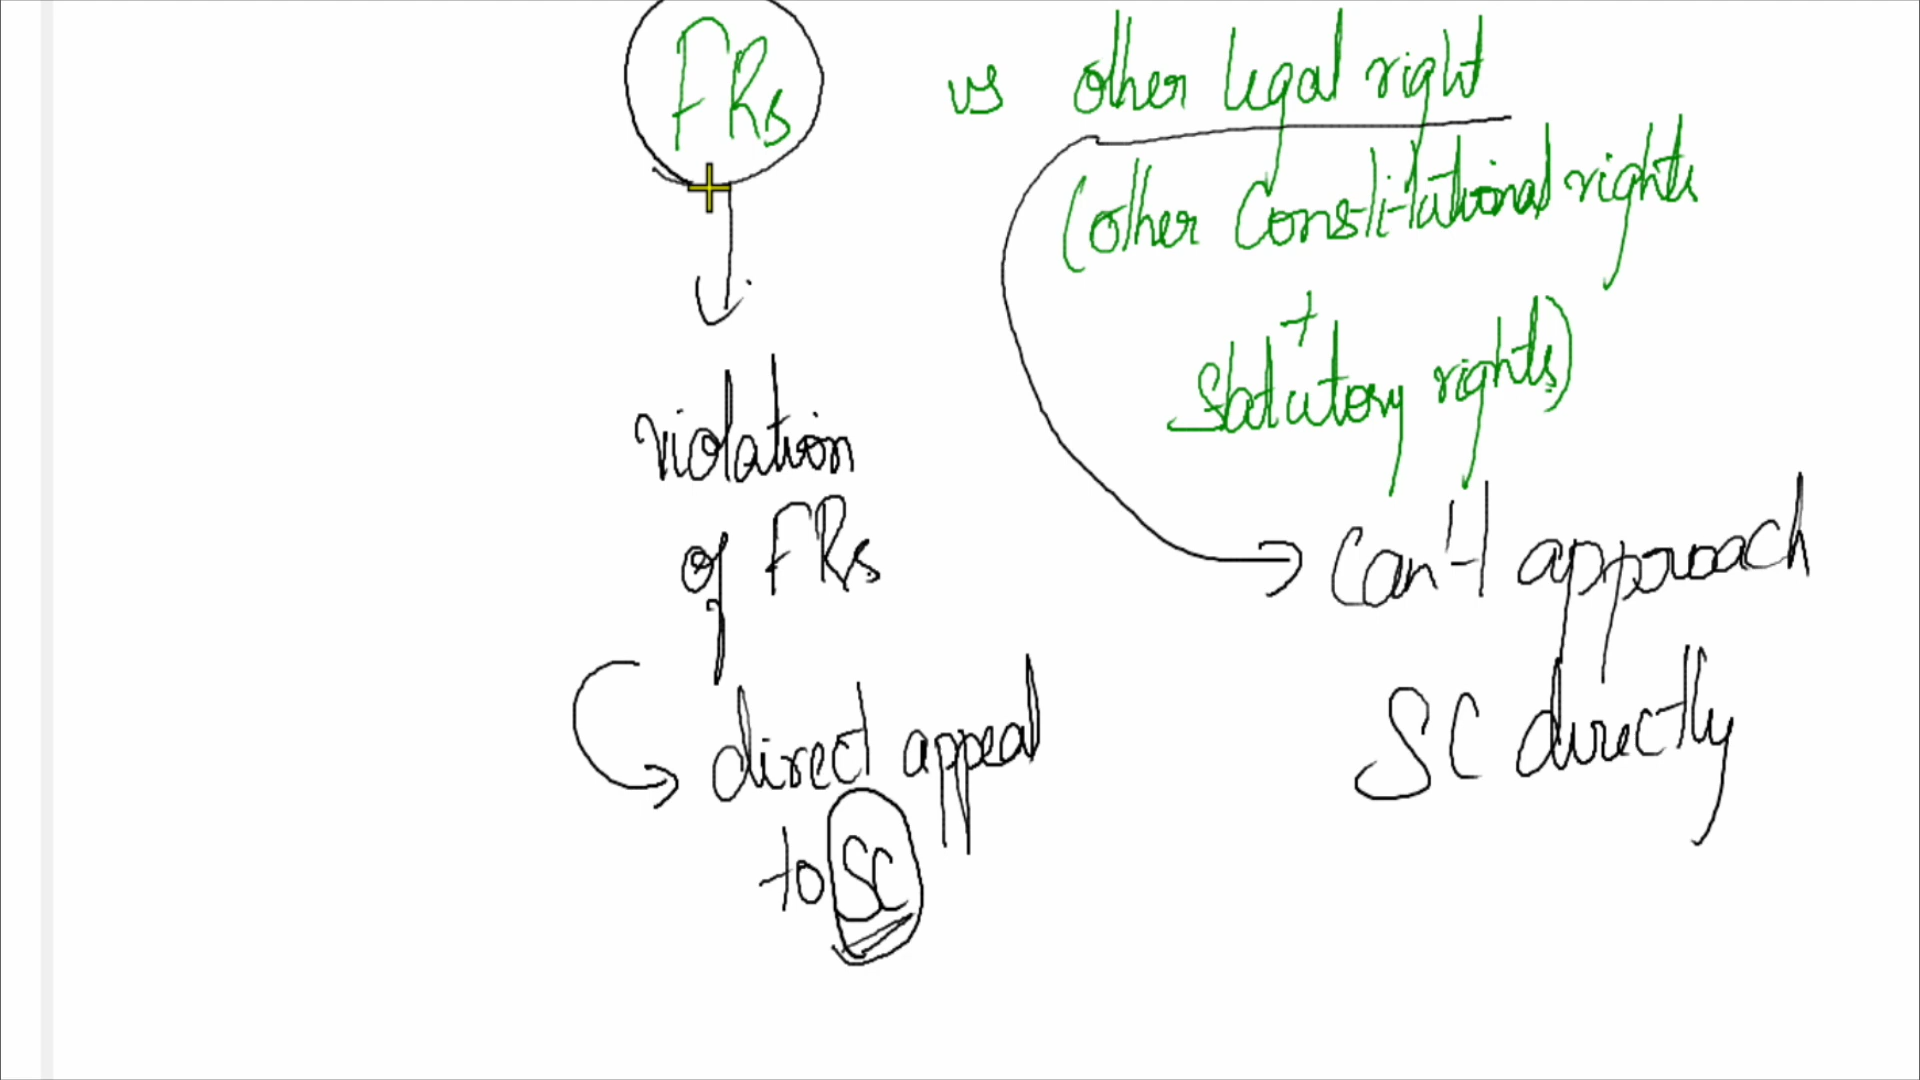 FRs vs other legal right
(other Constitutional rights
+
Statutory rights)
violation
of FRs
direct appeal
to SC
can't approach
SC directly